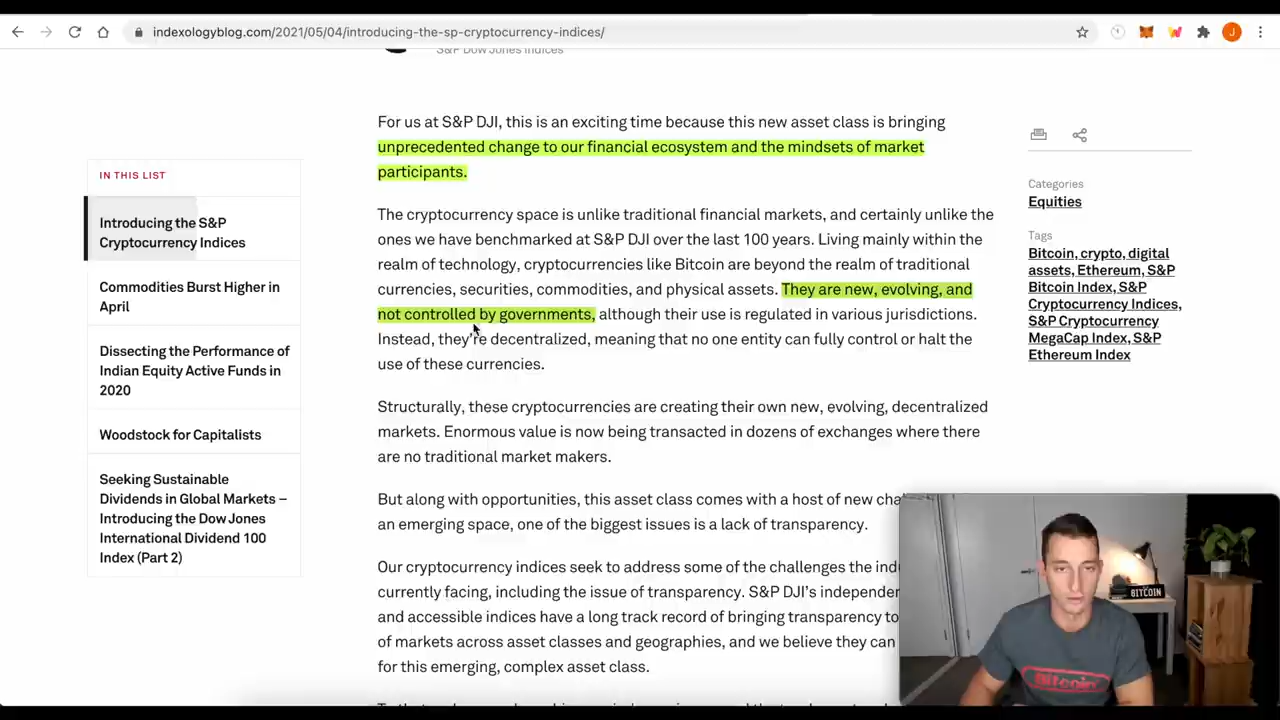 indexologyblog.com/2021/05/04/introducing-the-sp-cryptocurrency-indices/
J
S&P Dow Jones Indices
IN THIS LIST
Introducing the S&P
Cryptocurrency Indices
Commodities Burst Higher in
April
Dissecting the Performance of
Indian Equity Active Funds in
2020
Woodstock for Capitalists
Seeking Sustainable
Dividends in Global Markets –
Introducing the Dow Jones
International Dividend 100
Index (Part 2)
For us at S&P DJI, this is an exciting time because this new asset class is bringing
unprecedented change to our financial ecosystem and the mindsets of market
participants.
The cryptocurrency space is unlike traditional financial markets, and certainly unlike the
ones we have benchmarked at S&P DJI over the last 100 years. Living mainly within the
realm of technology, cryptocurrencies like Bitcoin are beyond the realm of traditional
currencies, securities, commodities, and physical assets. They are new, evolving, and
not controlled by governments, although their use is regulated in various jurisdictions.
Instead, they're decentralized, meaning that no one entity can fully control or halt the
use of these currencies.
Structurally, these cryptocurrencies are creating their own new, evolving, decentralized
markets. Enormous value is now being transacted in dozens of exchanges where there
are no traditional market makers.
But along with opportunities, this asset class comes with a host of new
an emerging space, one of the biggest issues is a lack of transparency.
Our cryptocurrency indices seek to address some of the challenges the
currently facing, including the issue of transparency. S&P DJI's
and accessible indices have a long track record of bringing transparency to
of markets across asset classes and geographies, and we believe they can
for this emerging, complex asset class.
Categories
Equities
Tags
Bitcoin, crypto, digital
assets, Ethereum, S&P
Bitcoin Index, S&P
Cryptocurrency Indices,
S&P Cryptocurrency
MegaCap Index, S&P
Ethereum Index
BITCOIN
Bitcoin